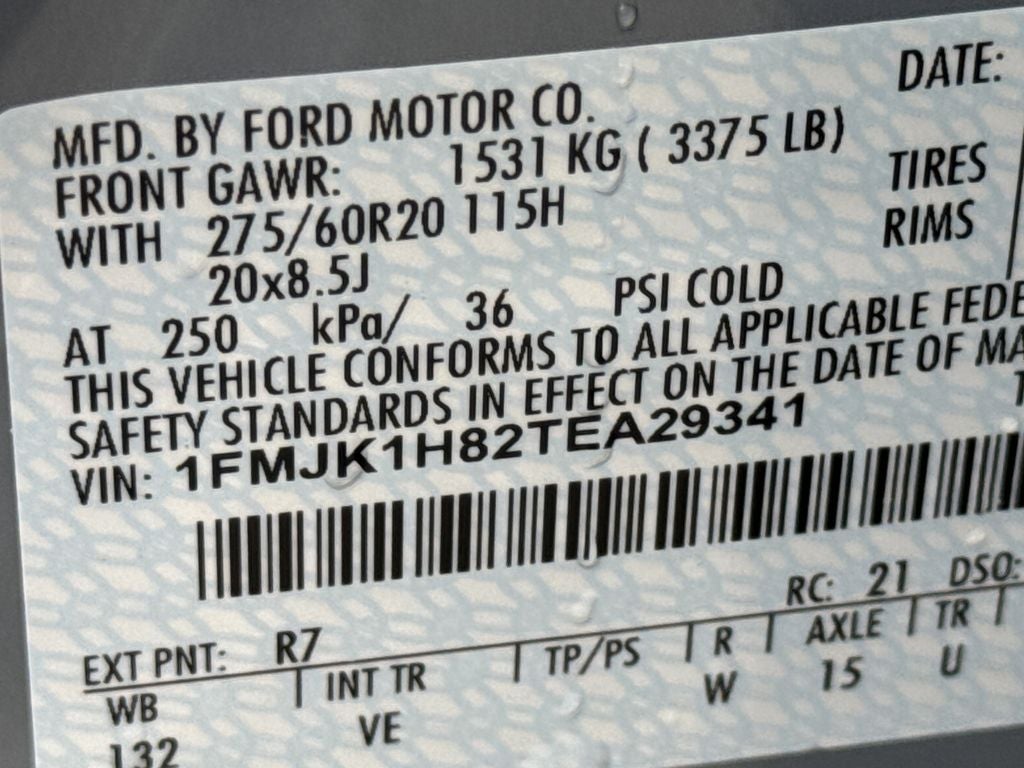 DATE:
MFD. BY FORD MOTOR CO.
FRONT GAWR: 1531 KG ( 3375 LB)
WITH 275/60R20 115H TIRES
20x8.5J RIMS
AT 250 kPa/ 36 PSI COLD
THIS VEHICLE CONFORMS TO ALL APPLICABLE FEDE
SAFETY STANDARDS IN EFFECT ON THE DATE OF MA
VIN: 1FMJK1H82TEA29341
RC: 21 DSO:
EXT PNT: R7
WB INT TR TP/PS R AXLE TR
132 VE W 15 U